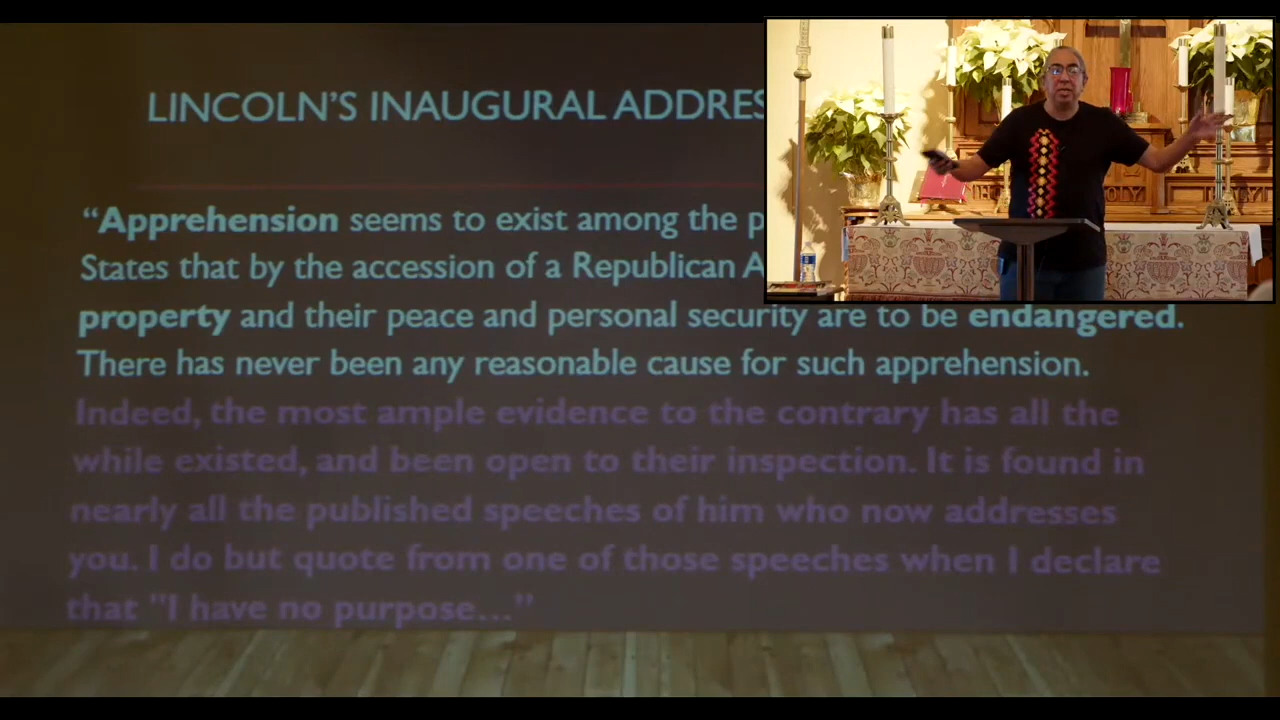 LINCOLN'S INAUGURAL ADDRES
“Apprehension seems to exist among the p
States that by the accession of a Republican A
property and their peace and personal security are to be endangered.
There has never been any reasonable cause for such apprehension.
Indeed, the most ample evidence to the contrary has all the
while existed, and been open to their inspection. It is found in
nearly all the published speeches of him who now addresses
you. I do but quote from one of those speeches when I declare
that "I have no purpose…”
HOLY